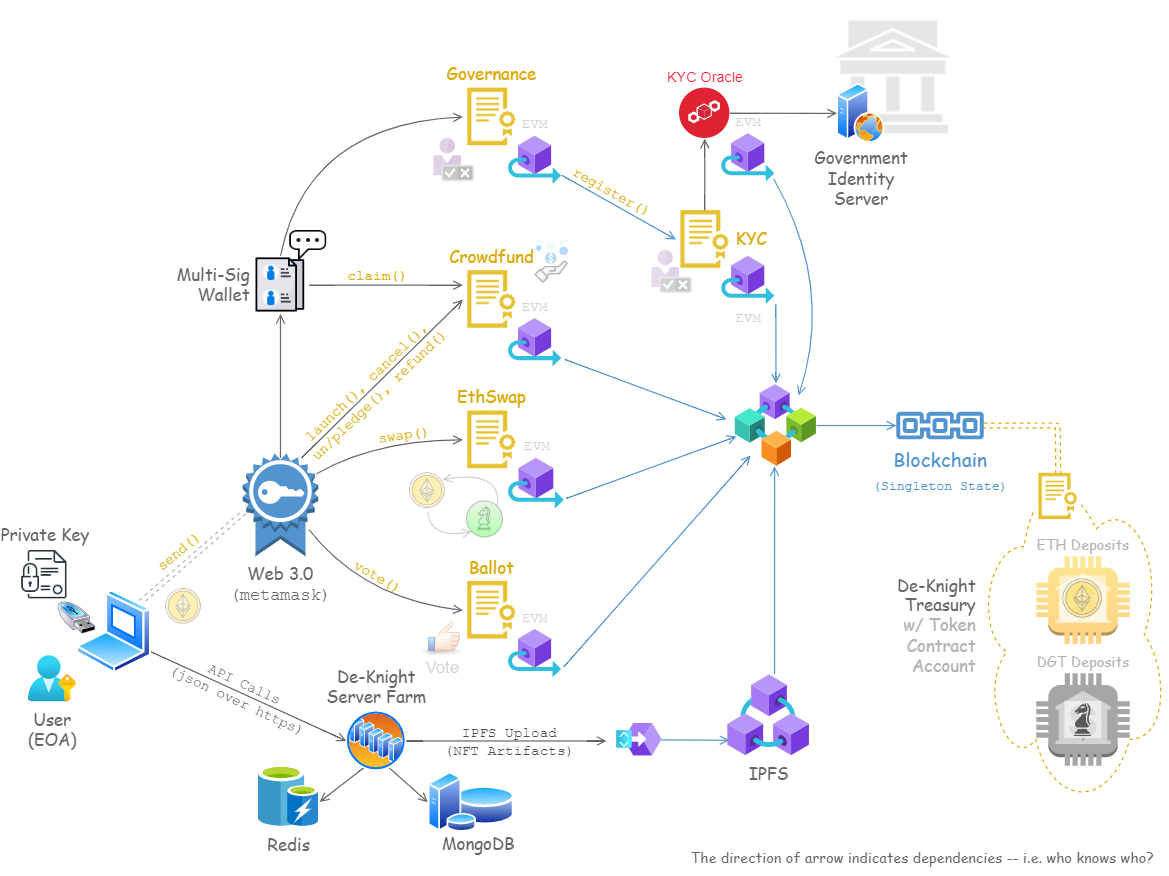 Governance
EVM
KYC Oracle
EVM
Government
Identity
Server
register()
KYC
EVM
Multi-Sig
Wallet
claim()
Crowdfund
EVM
launch(), cancel(),
un/pledge(), refund()
EthSwap
EVM
swap()
Blockchain
(Singleton State)
Private Key
send()
Web 3.0
(metamask)
vote()
Ballot
EVM
Vote
ETH Deposits
De-Knight
Treasury
w/ Token
Contract
Account
DGT Deposits
User
(EOA)
API Calls
(json over https)
De-Knight
Server Farm
IPFS Upload
(NFT Artifacts)
IPFS
Redis
MongoDB
The direction of arrow indicates dependencies -- i.e. who knows who?